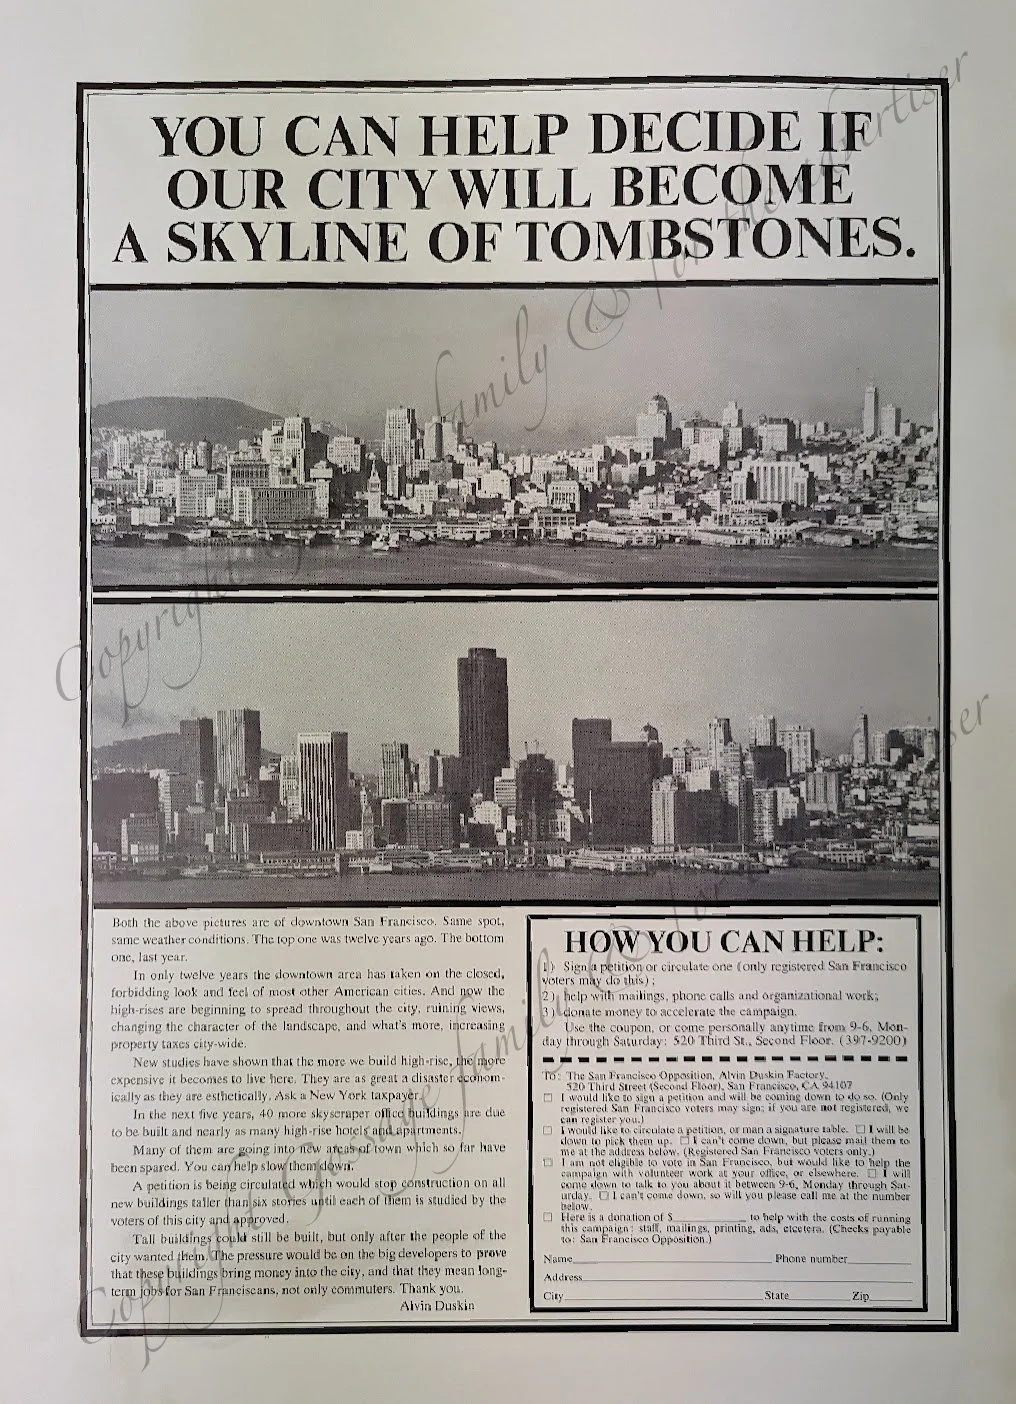 YOU CAN HELP DECIDE IF
OUR CITY WILL BECOME
A SKYLINE OF TOMBSTONES.
Both the above pictures are of downtown San Francisco. Same spot,
same weather conditions. The top one was twelve years ago. The bottom
one, last year.
In only twelve years the downtown area has taken on the closed,
forbidding look and feel of most other American cities. And now the
high-rises are beginning to spread throughout the city, ruining views,
changing the character of the landscape, and what's more, increasing
property taxes city-wide.
New studies have shown that the more we build high-rise, the more
expensive it becomes to live here. They are as great a disaster econom-
ically as they are esthetically. Ask a New York taxpayer.
In the next five years, 40 more skyscraper office buildings are due
to be built and nearly as many high-rise hotels and apartments.
Many of them are going into new areas of town which so far have
been spared. You can help slow them down.
A petition is being circulated which would stop construction on all
new buildings taller than six stories until each of them is studied by the
voters of this city and approved.
Tall buildings could still be built, but only after the people of the
city wanted them. The pressure would be on the big developers to prove
that these buildings bring money into the city, and that they mean long-
term jobs for San Franciscans, not only commuters. Thank you.
Alvin Duskin
HOW YOU CAN HELP:
1) Sign a petition or circulate one (only registered San Francisco
voters may do this);
2) help with mailings, phone calls and organizational work;
3) donate money to accelerate the campaign.
Use the coupon, or come personally anytime from 9-6, Mon-
day through Saturday: 520 Third St., Second Floor. (397-9200)
To: The San Francisco Opposition, Alvin Duskin Factory,
520 Third Street (Second Floor), San Francisco, CA 94107
☐ I would like to sign a petition and will be coming down to do so. (Only
registered San Francisco voters may sign; if you are not registered, we
can register you.)
☐ I would like to circulate a petition, or man a signature table. ☐ I will be
down to pick them up. ☐ I can't come down, but please mail them to
me at the address below. (Registered San Francisco voters only.)
☐ I am not eligible to vote in San Francisco, but would like to help the
campaign with volunteer work at your office, or elsewhere. ☐ I will
come down to talk to you about it between 9-6, Monday through Sat-
urday. ☐ I can't come down, so will you please call me at the number
below.
☐ Here is a donation of $__________ to help with the costs of running
this campaign: staff, mailings, printing, ads, etcetera. (Checks payable
to: San Francisco Opposition.)
Name__________ Phone number__________
Address__________
City__________ State__________ Zip__________
Copyright Gossage family & for the advertiser
Copyright Gossage family & for the advertiser